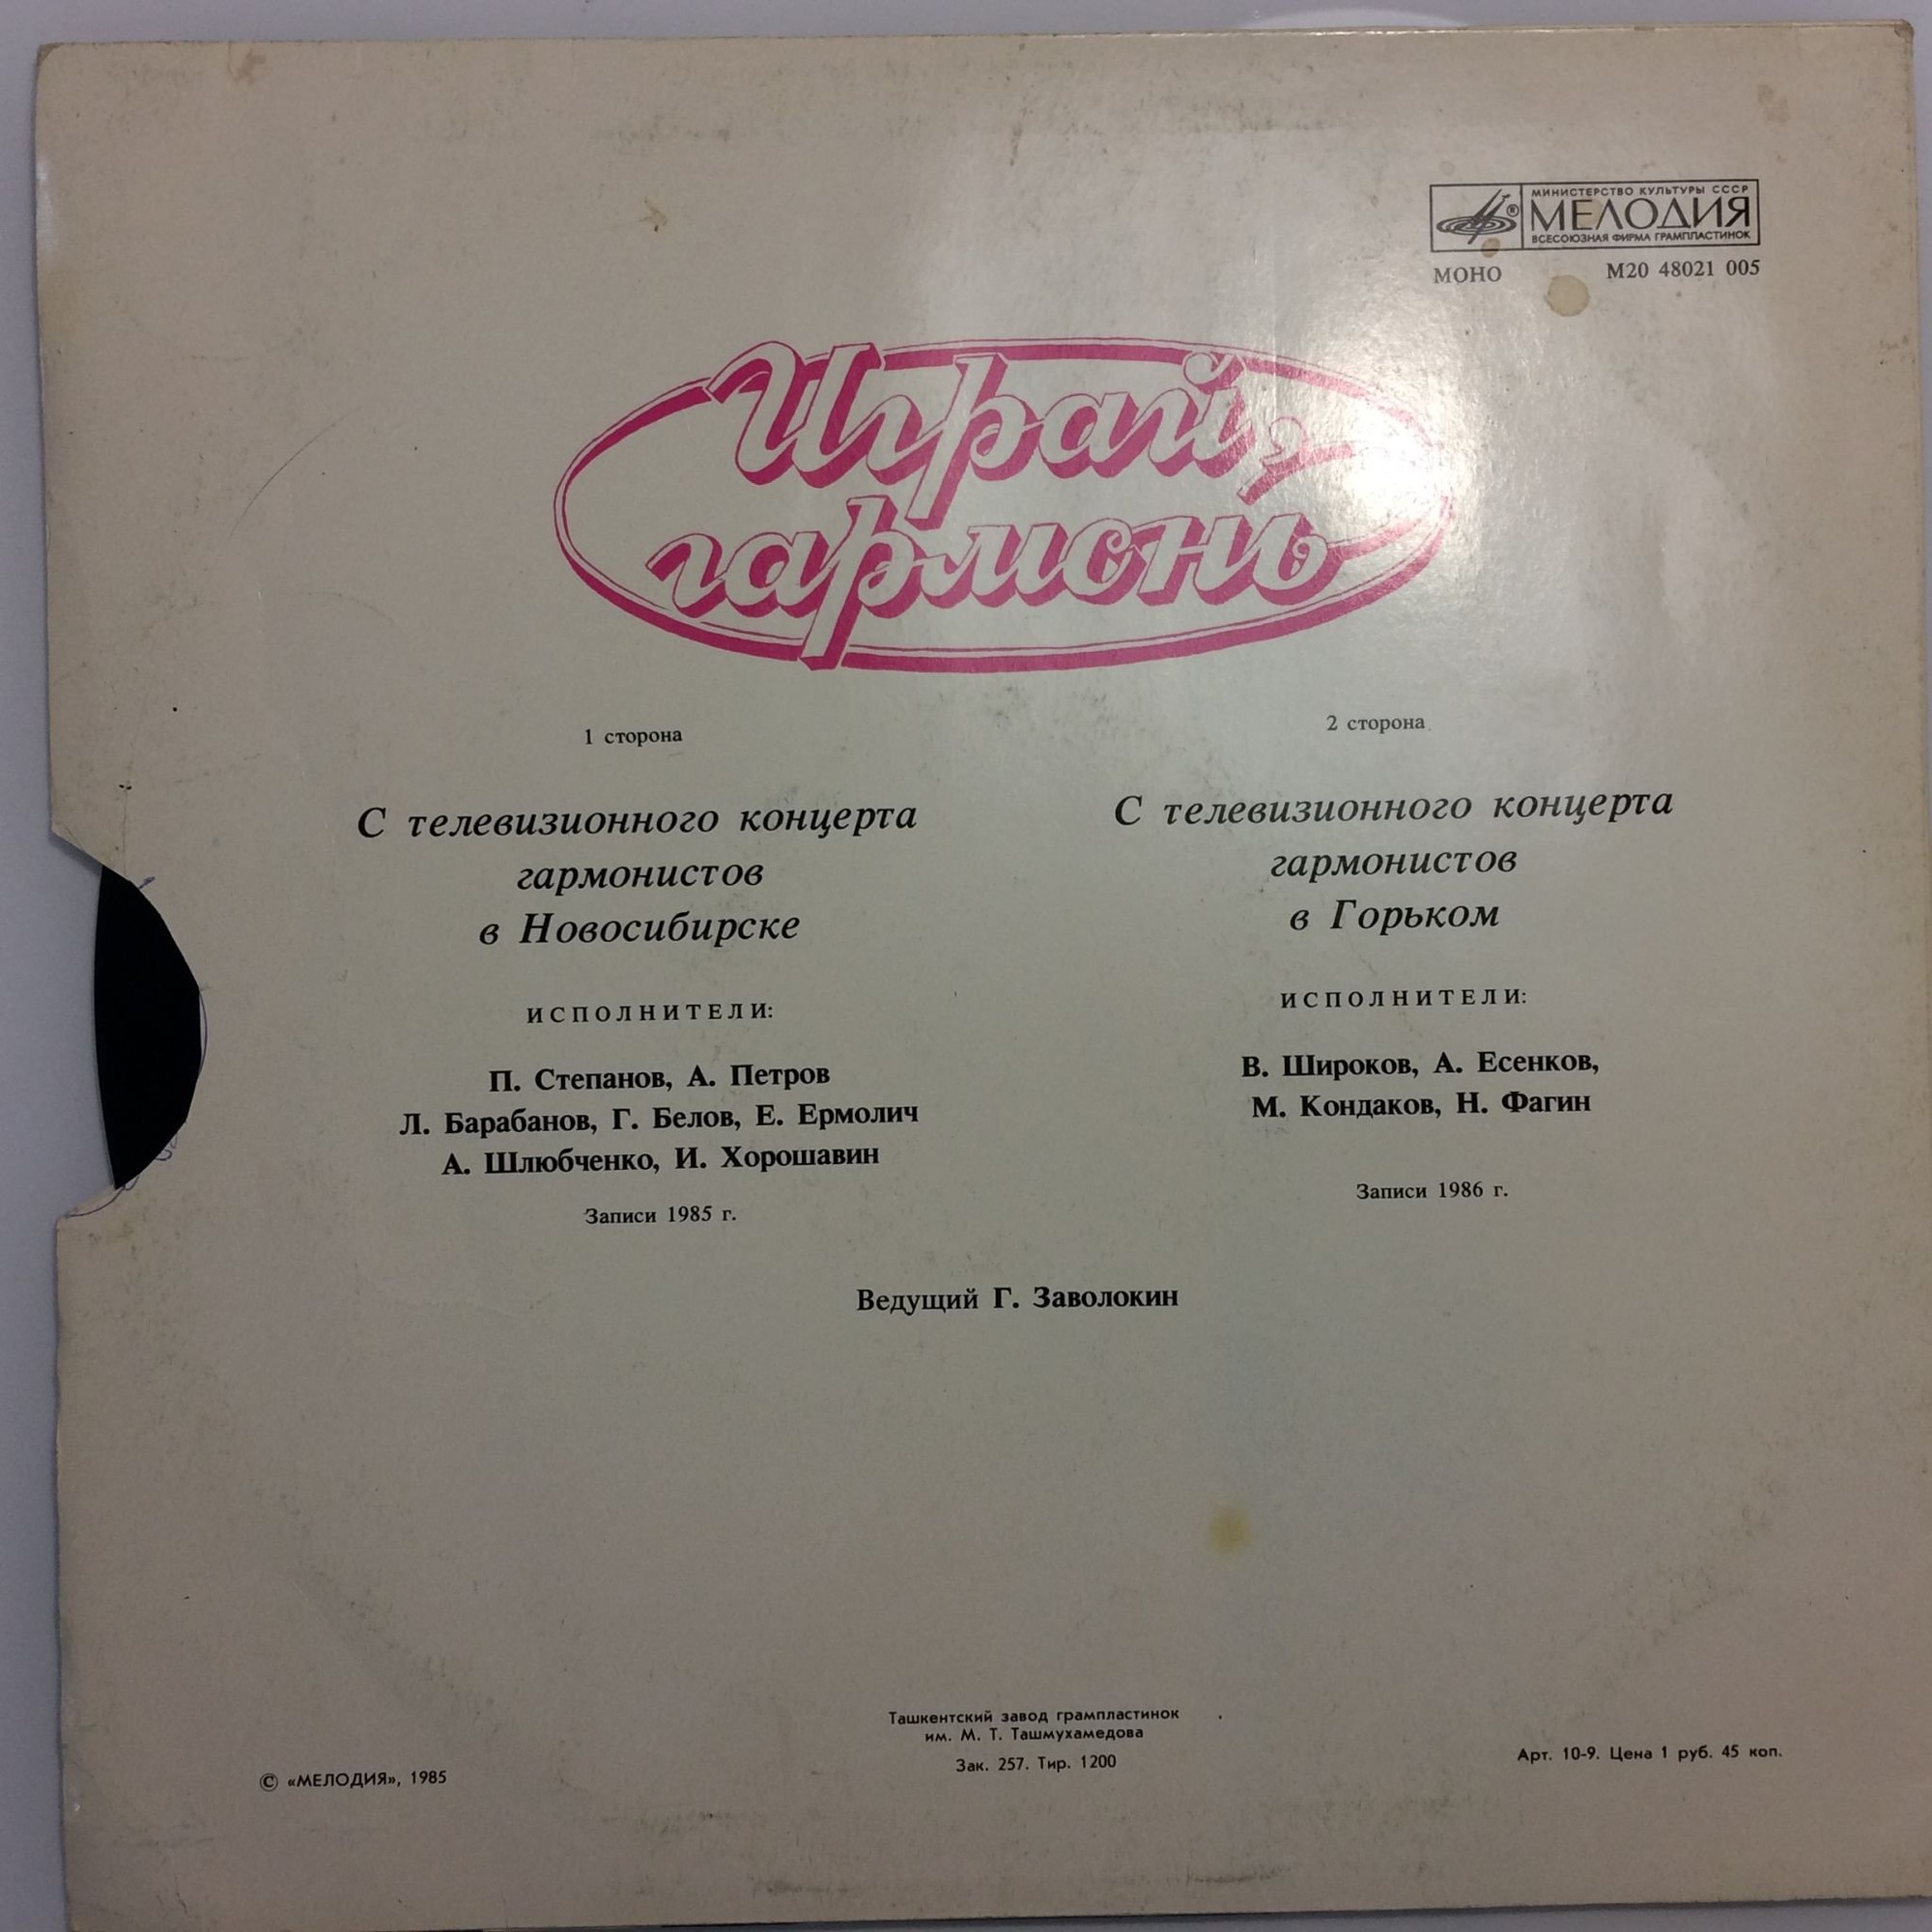 МИНИСТЕРСТВО КУЛЬТУРЫ СССР
МЕЛОДИЯ
ВСЕСОЮЗНАЯ ФИРМА ГРАМПЛАСТИНОК
МОНО М20 48021 005
Играй,
гармонь
1 сторона
С телевизионного концерта
гармонистов
в Новосибирске
ИСПОЛНИТЕЛИ:
П. Степанов, А. Петров
Л. Барабанов, Г. Белов, Е. Ермолич
А. Шлюбченко, И. Хорошавин
Записи 1985 г.
2 сторона
С телевизионного концерта
гармонистов
в Горьком
ИСПОЛНИТЕЛИ:
В. Широков, А. Есенков,
М. Кондаков, Н. Фагин
Записи 1986 г.
Ведущий Г. Заволокин
© «МЕЛОДИЯ», 1985
Ташкентский завод грампластинок
им. М. Т. Ташмухамедова
Зак. 257. Тир. 1200
Арт. 10-9. Цена 1 руб. 45 коп.